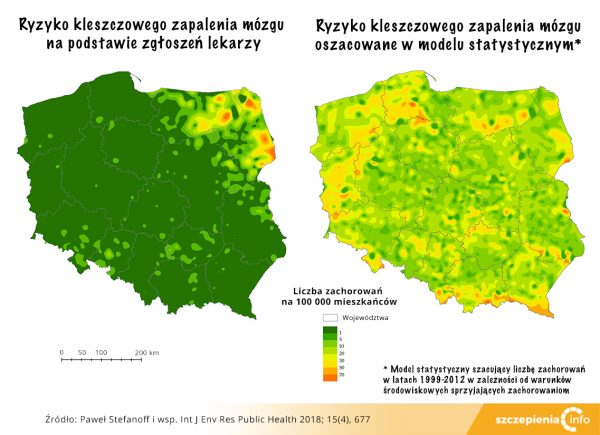 Ryzyko kleszczowego zapalenia mózgu
na podstawie zgłoszeń lekarzy
Ryzyko kleszczowego zapalenia mózgu
oszacowane w modelu statystycznym*
Liczba zachorowań
na 100 000 mieszkańców
Województwa
1
5
10
20
30
50
70
0 50 100 200 km
* Model statystyczny szacujący liczbę zachorowań
w latach 1999-2012 w zależności od warunków
środowiskowych sprzyjających zachorowaniom
Źródło: Paweł Stefanoff i wsp. Int J Env Res Public Health 2018; 15(4), 677
szczepienia info